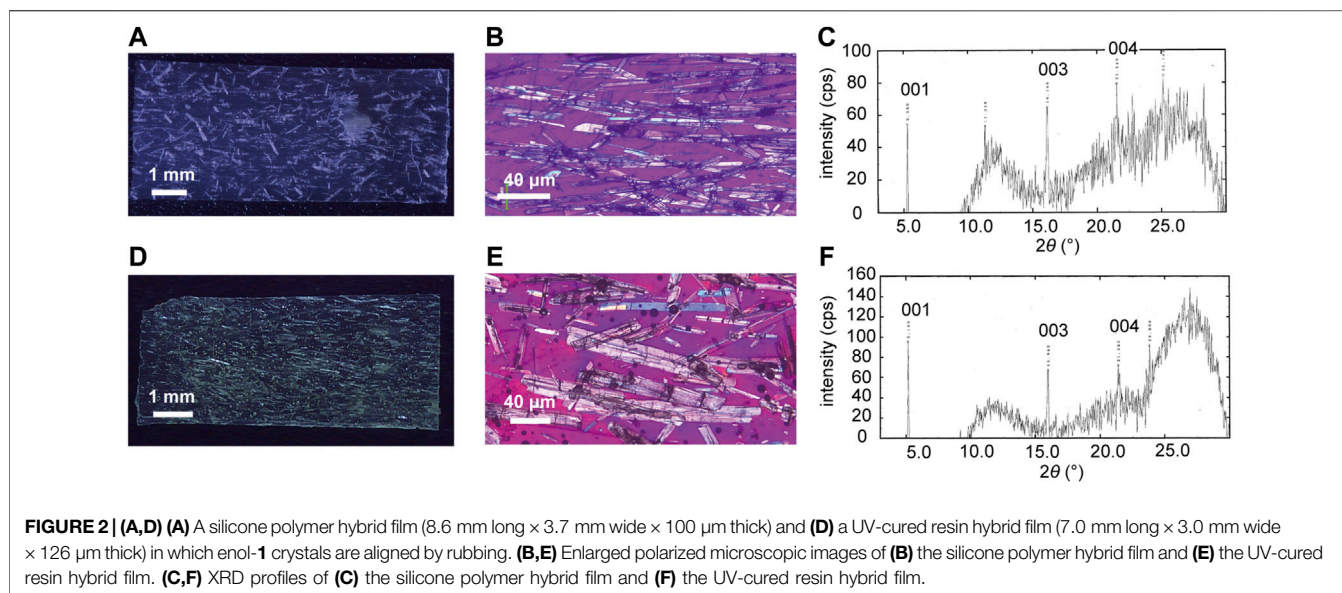 A
1 mm
B
40 µm
C
100
80
60
40
20
0
intensity (cps)
001
003
004
5.0 10.0 15.0 20.0 25.0
2θ (°)
D
1 mm
E
40 µm
F
160
140
120
100
80
60
40
20
0
intensity (cps)
001
003
004
5.0 10.0 15.0 20.0 25.0
2θ (°)
FIGURE 2 | (A,D) (A) A silicone polymer hybrid film (8.6 mm long × 3.7 mm wide × 100 µm thick) and (D) a UV-cured resin hybrid film (7.0 mm long × 3.0 mm wide
× 126 µm thick) in which enol-1 crystals are aligned by rubbing. (B,E) Enlarged polarized microscopic images of (B) the silicone polymer hybrid film and (E) the UV-cured
resin hybrid film. (C,F) XRD profiles of (C) the silicone polymer hybrid film and (F) the UV-cured resin hybrid film.